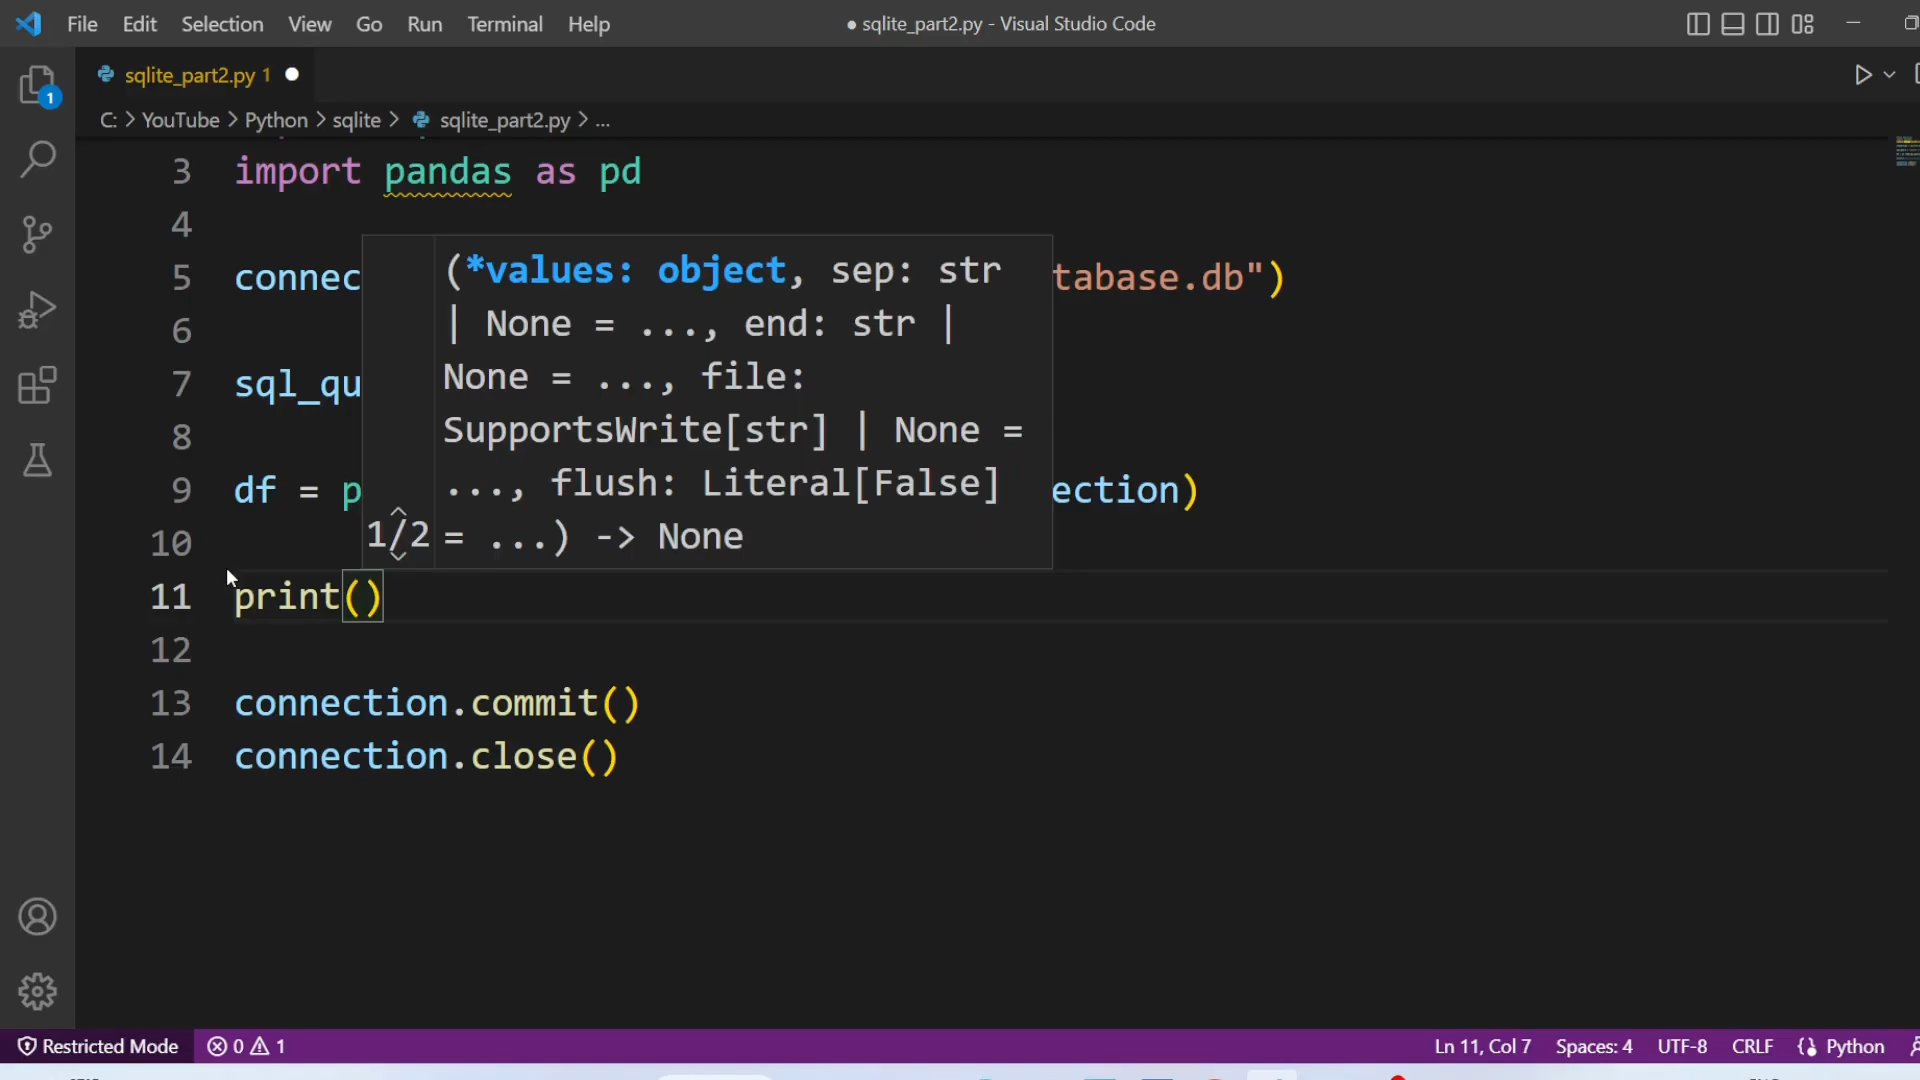 File Edit Selection View Go Run Terminal Help
● sqlite_part2.py - Visual Studio Code
sqlite_part2.py 1
1
C: > YouTube > Python > sqlite > sqlite_part2.py > ...
3 import pandas as pd
4
(*values: object, sep: str
5 connec tabase.db")
| None = ..., end: str |
6
None = ..., file:
7 sql_qu
SupportsWrite[str] | None =
8
..., flush: Literal[False]
9 df = p ection)
1/2 = ...) -> None
10
11 print()
12
13 connection.commit()
14 connection.close()
Restricted Mode 0 1 Ln 11, Col 7 Spaces: 4 UTF-8 CRLF Python